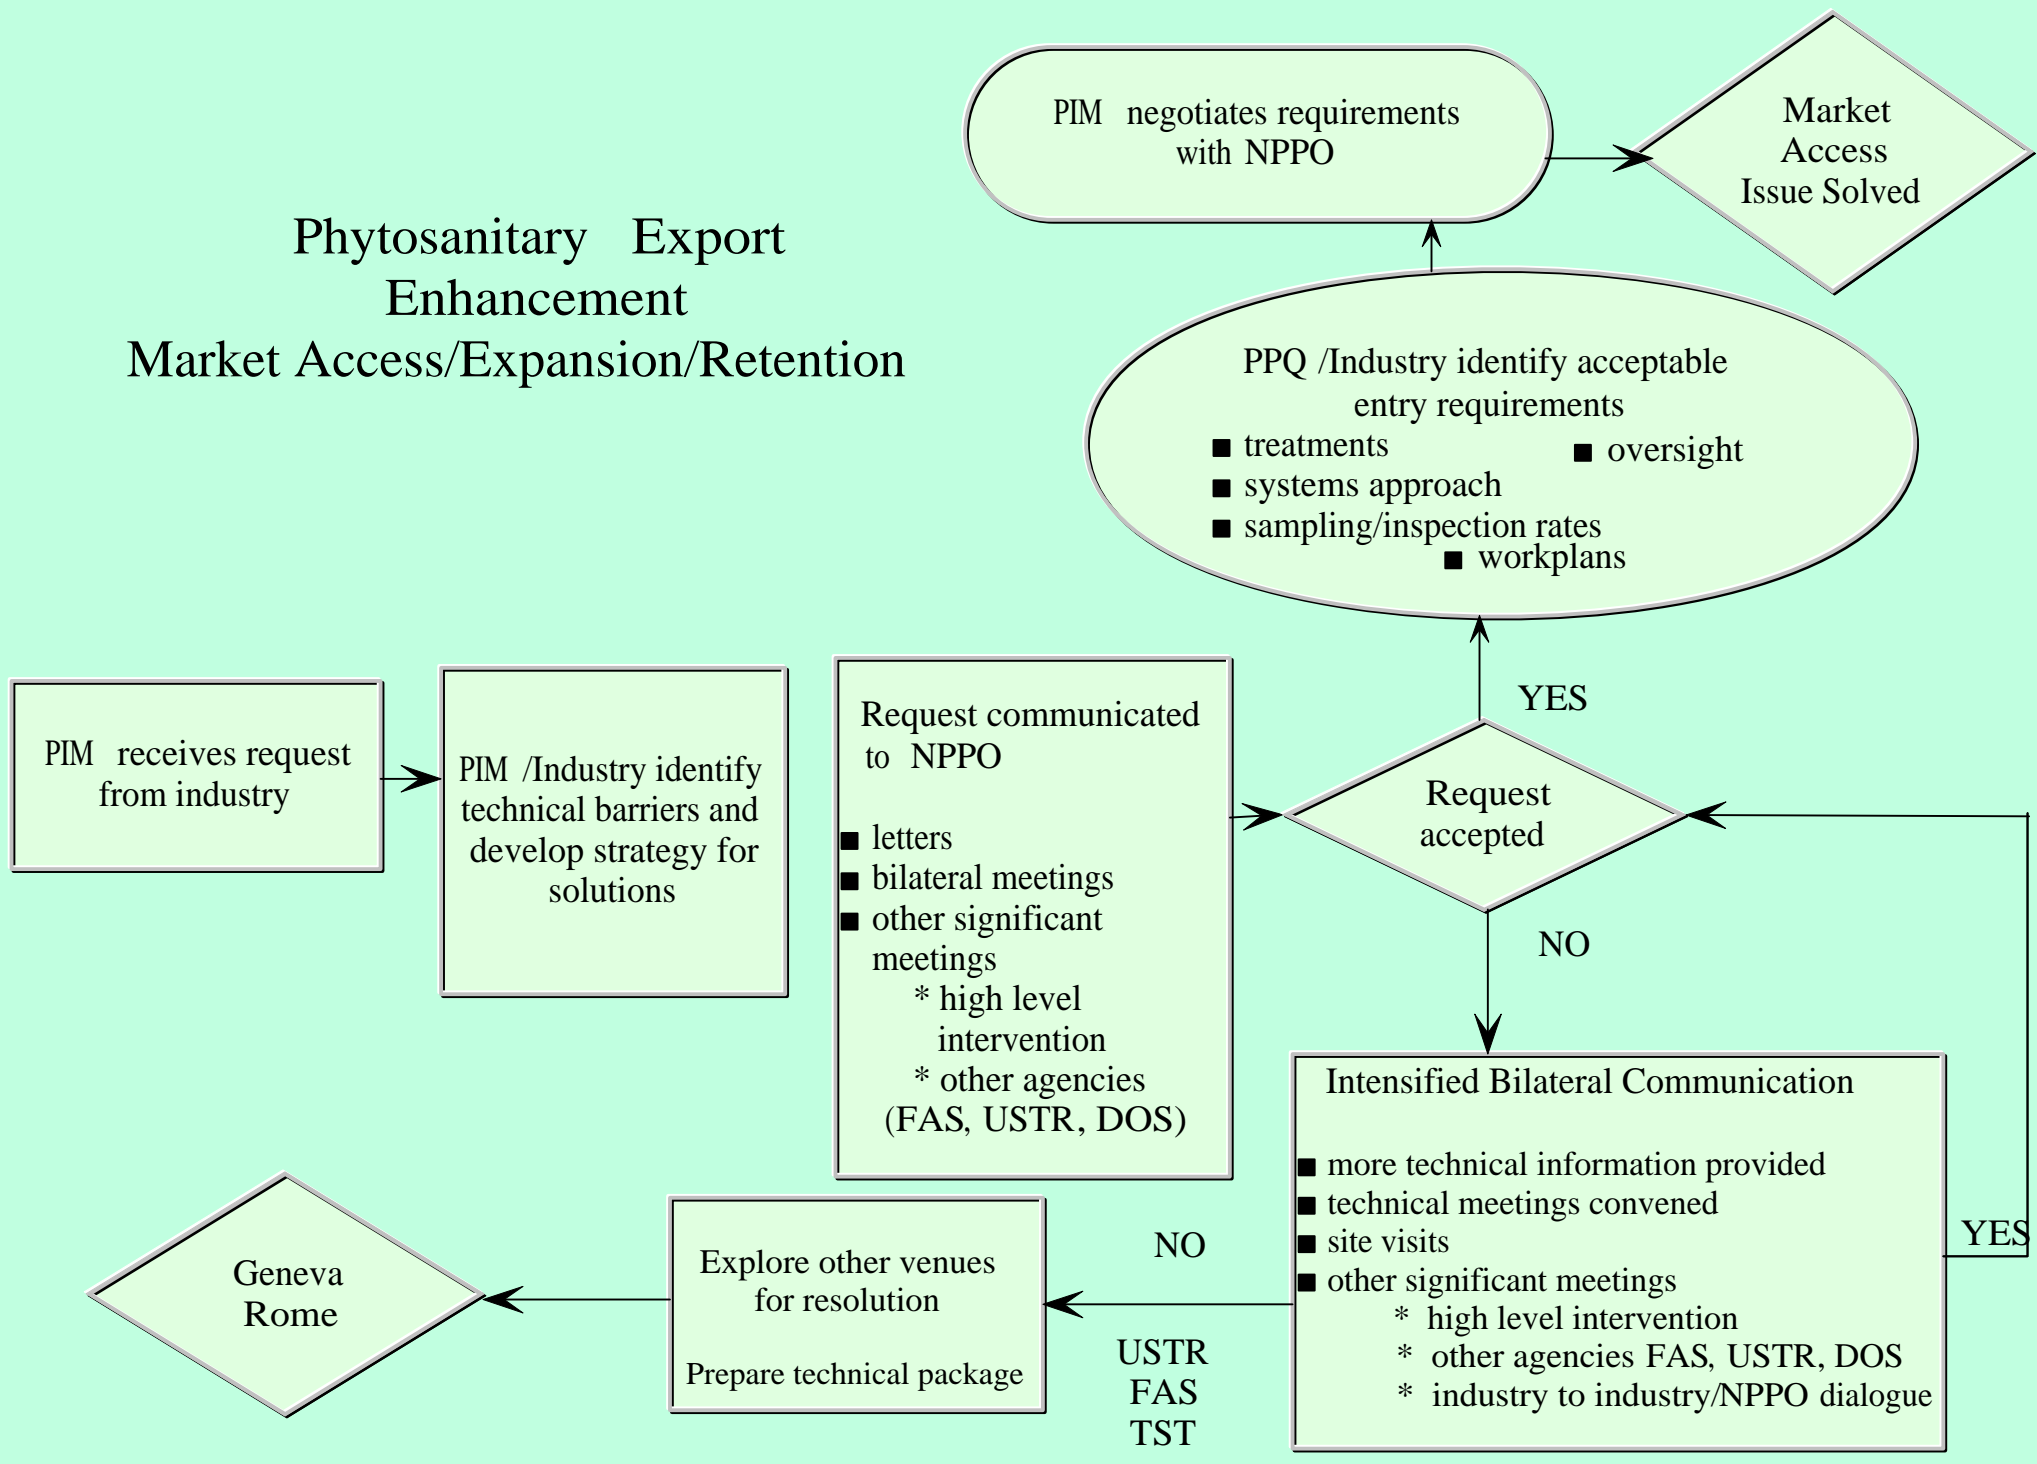 Phytosanitary Export
Enhancement
Market Access/Expansion/Retention
PIM negotiates requirements
with NPPO
Market
Access
Issue Solved
PPQ /Industry identify acceptable
entry requirements
■ treatments
■ oversight
■ systems approach
■ sampling/inspection rates
■ workplans
PIM receives request
from industry
PIM /Industry identify
technical barriers and
develop strategy for
solutions
Request communicated
to NPPO
■ letters
■ bilateral meetings
■ other significant
meetings
* high level
intervention
* other agencies
(FAS, USTR, DOS)
YES
Request
accepted
NO
Intensified Bilateral Communication
■ more technical information provided
■ technical meetings convened
■ site visits
■ other significant meetings
* high level intervention
* other agencies FAS, USTR, DOS
* industry to industry/NPPO dialogue
YES
NO
USTR
FAS
TST
Explore other venues
for resolution
Prepare technical package
Geneva
Rome